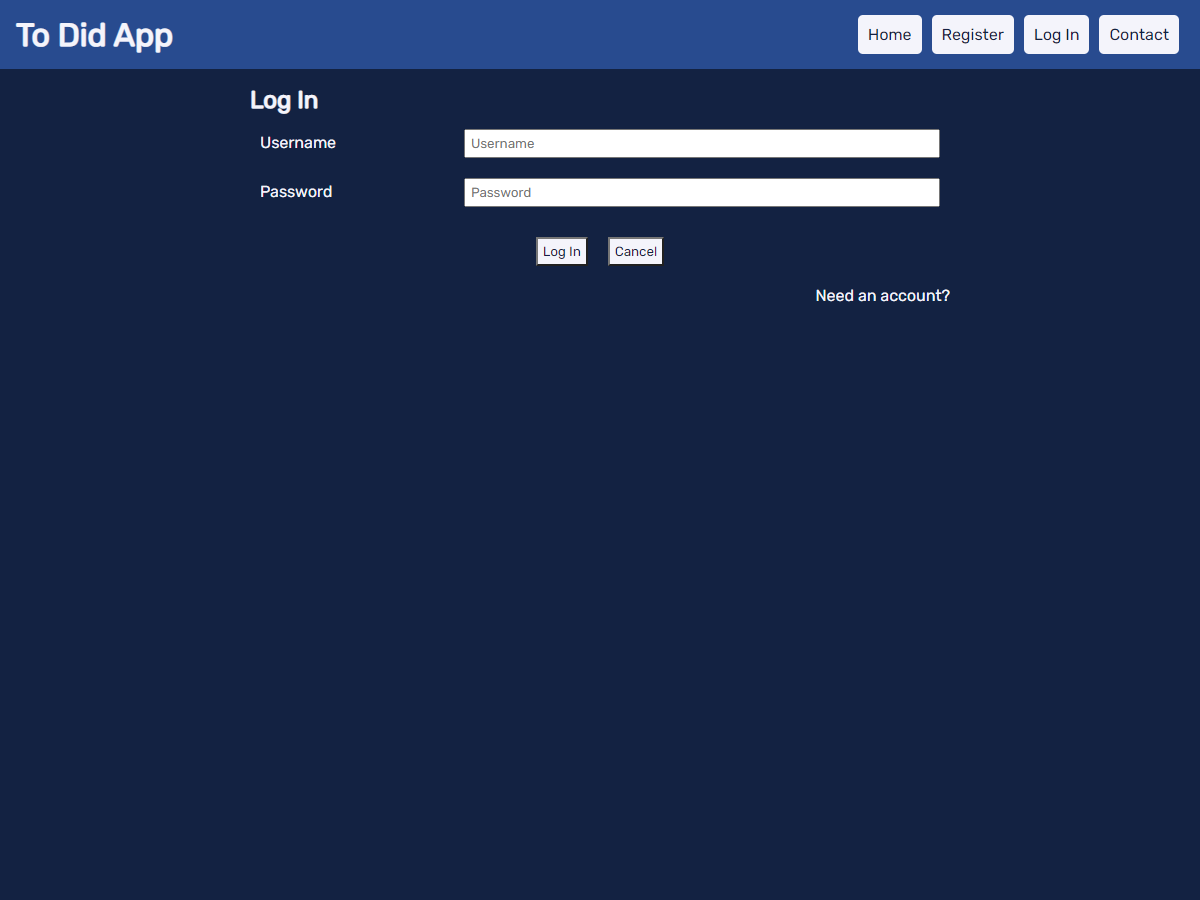 To Did App
Home Register Log In Contact
Log In
Username Username
Password Password
Log In Cancel
Need an account?